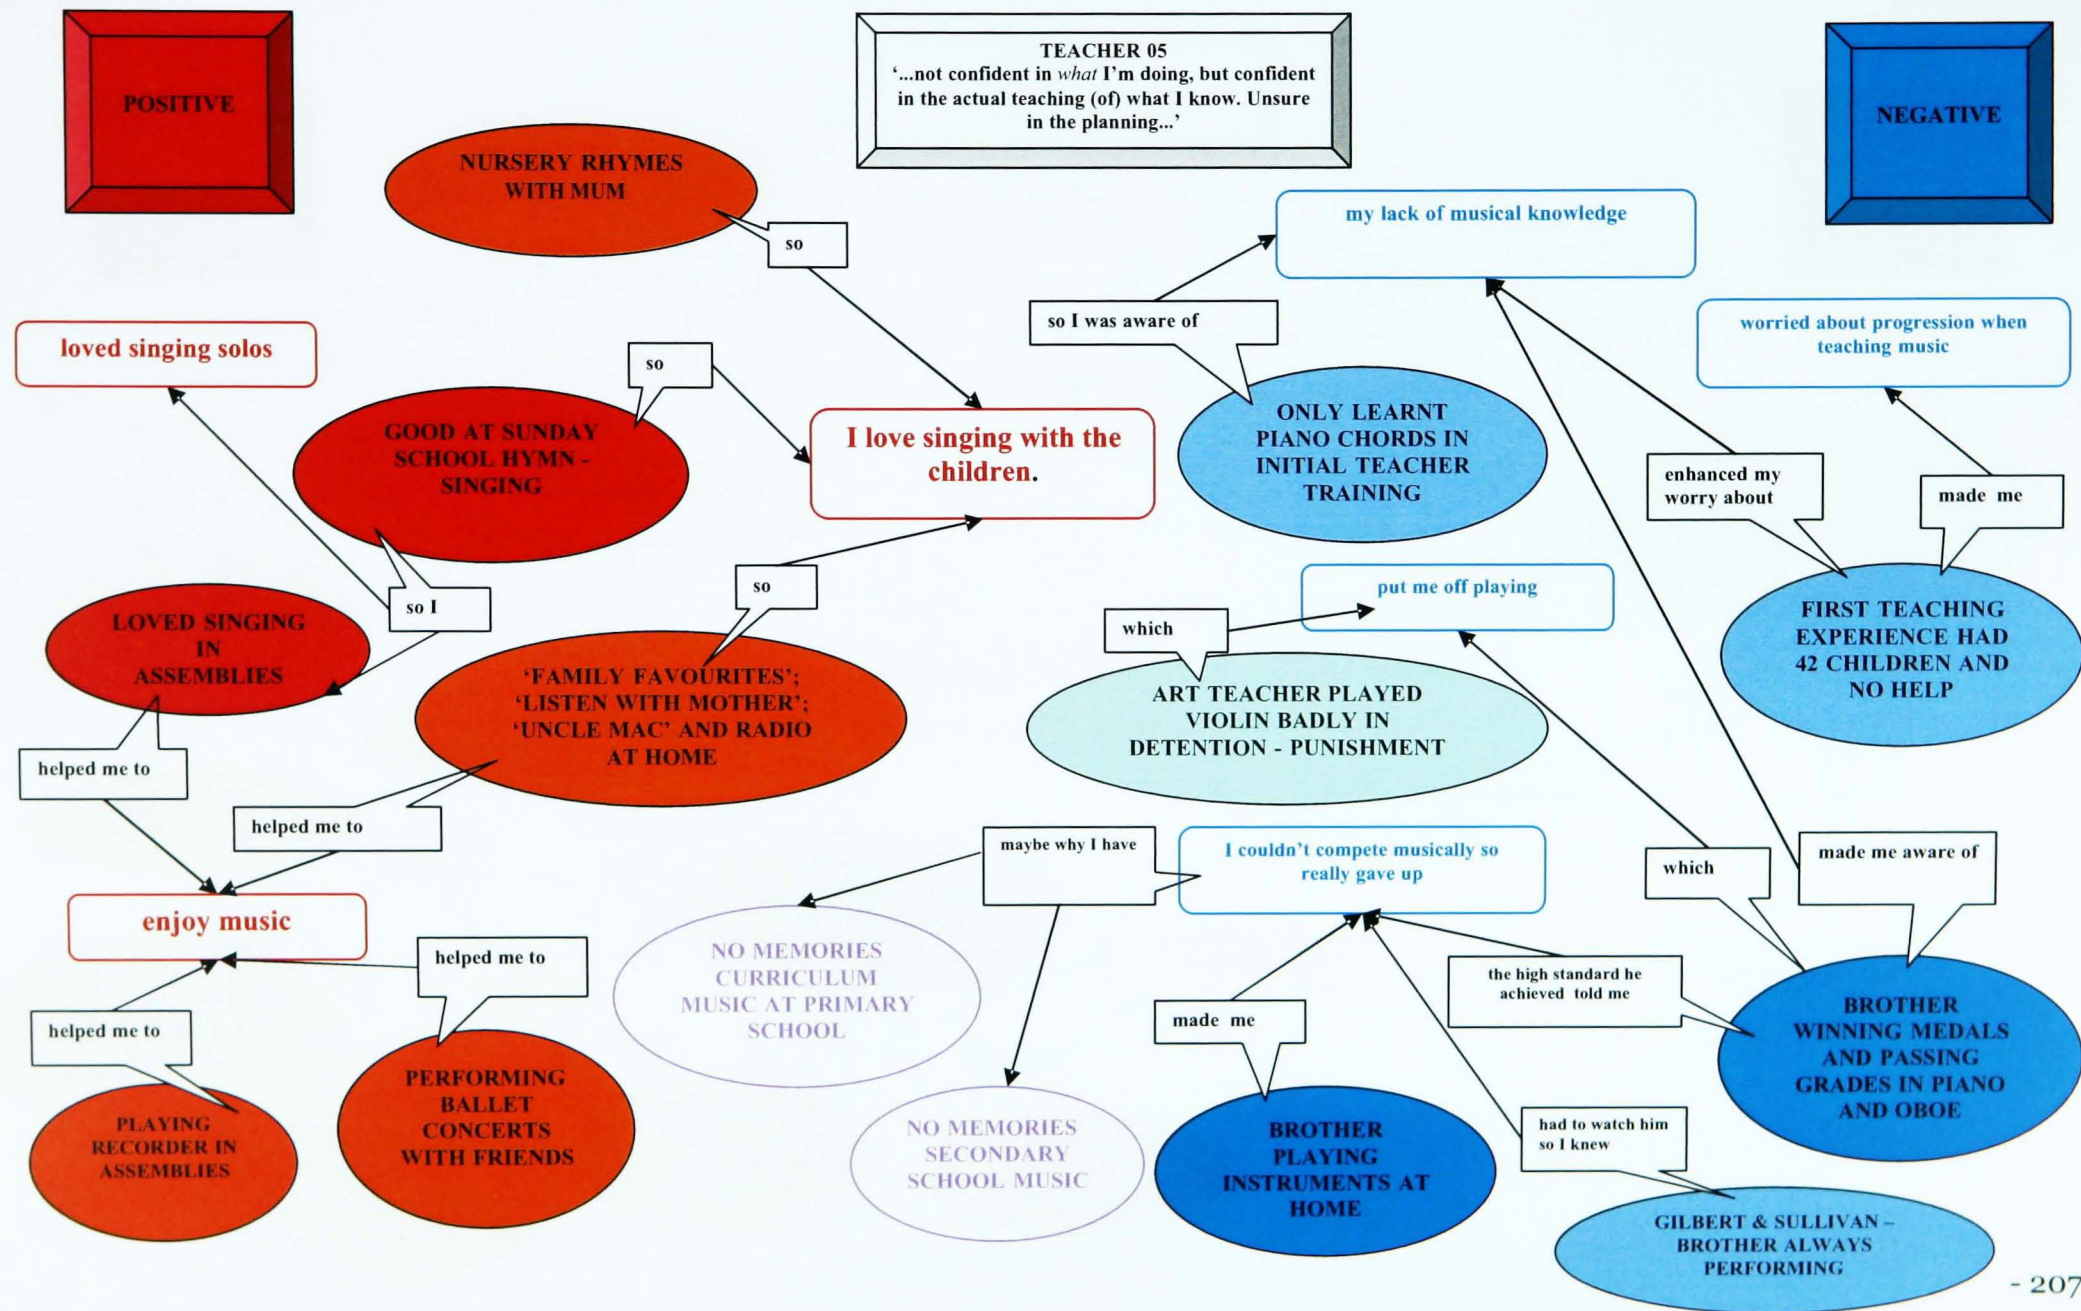 POSITIVE
TEACHER 05
‘...not confident in what I'm doing, but confident
in the actual teaching (of) what I know. Unsure
in the planning...’
NEGATIVE
NURSERY RHYMES
WITH MUM
so
my lack of musical knowledge
so I was aware of
worried about progression when
teaching music
loved singing solos
so
GOOD AT SUNDAY
SCHOOL HYMN -
SINGING
I love singing with the
children.
ONLY LEARNT
PIANO CHORDS IN
INITIAL TEACHER
TRAINING
enhanced my
worry about
made me
so I
so
put me off playing
which
LOVED SINGING
IN
ASSEMBLIES
‘FAMILY FAVOURITES’;
‘LISTEN WITH MOTHER’;
‘UNCLE MAC’ AND RADIO
AT HOME
ART TEACHER PLAYED
VIOLIN BADLY IN
DETENTION - PUNISHMENT
FIRST TEACHING
EXPERIENCE HAD
42 CHILDREN AND
NO HELP
helped me to
helped me to
maybe why I have
I couldn't compete musically so
really gave up
which
made me aware of
enjoy music
helped me to
NO MEMORIES
CURRICULUM
MUSIC AT PRIMARY
SCHOOL
the high standard he
achieved told me
helped me to
made me
BROTHER
WINNING MEDALS
AND PASSING
GRADES IN PIANO
AND OBOE
PLAYING
RECORDER IN
ASSEMBLIES
PERFORMING
BALLET
CONCERTS
WITH FRIENDS
NO MEMORIES
SECONDARY
SCHOOL MUSIC
BROTHER
PLAYING
INSTRUMENTS AT
HOME
had to watch him
so I knew
GILBERT & SULLIVAN –
BROTHER ALWAYS
PERFORMING
- 207